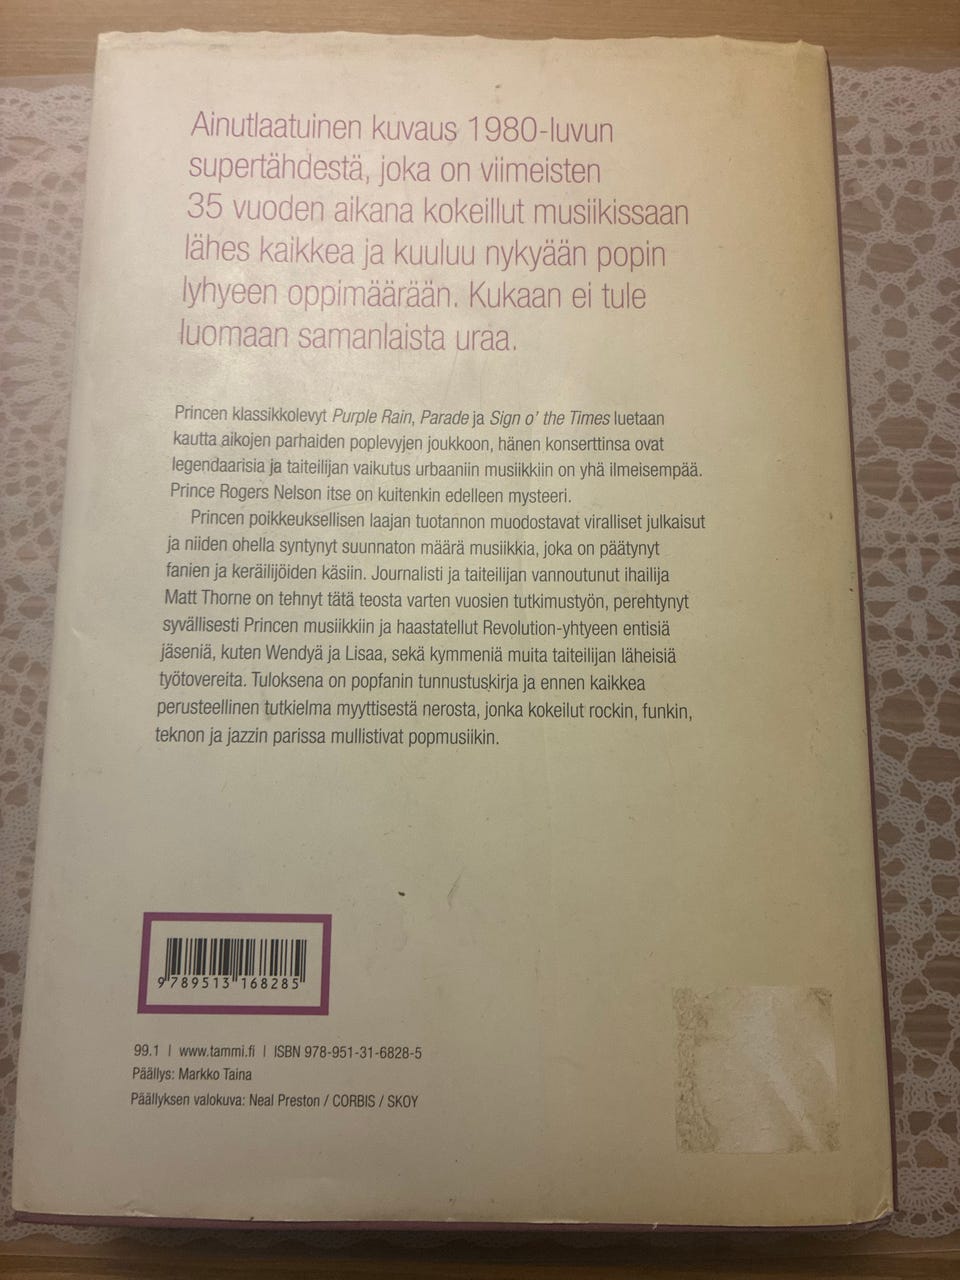 Ainutlaatuinen kuvaus 1980-luvun
supertähdestä, joka on viimeisten
35 vuoden aikana kokeillut musiikissaan
lähes kaikkea ja kuuluu nykyään popin
lyhyeen oppimäärään. Kukaan ei tule
luomaan samanlaista uraa.
Princen klassikkolevyt Purple Rain, Parade ja Sign o' the Times luetaan
kautta aikojen parhaiden poplevyjen joukkoon, hänen konserttinsa ovat
legendaarisia ja taiteilijan vaikutus urbaaniin musiikkiin on yhä ilmeisempää.
Prince Rogers Nelson itse on kuitenkin edelleen mysteeri.
Princen poikkeuksellisen laajan tuotannon muodostavat viralliset julkaisut
ja niiden ohella syntynyt suunnaton määrä musiikkia, joka on päätynyt
fanien ja keräilijöiden käsiin. Journalisti ja taiteilijan vannoutunut ihailija
Matt Thorne on tehnyt tätä teosta varten vuosien tutkimustyön, perehtynyt
syvällisesti Princen musiikkiin ja haastatellut Revolution-yhtyeen entisiä
jäseniä, kuten Wendyä ja Lisaa, sekä kymmeniä muita taiteilijan läheisiä
työtovereita. Tuloksena on popfanin tunnustuskirja ja ennen kaikkea
perusteellinen tutkielma myyttisestä nerosta, jonka kokeilut rockin, funkin,
teknon ja jazzin parissa mullistivat popmusiikin.
9 789513 168285
99.1 | www.tammi.fi | ISBN 978-951-31-6828-5
Päällys: Markko Taina
Päällyksen valokuva: Neal Preston / CORBIS / SKOY